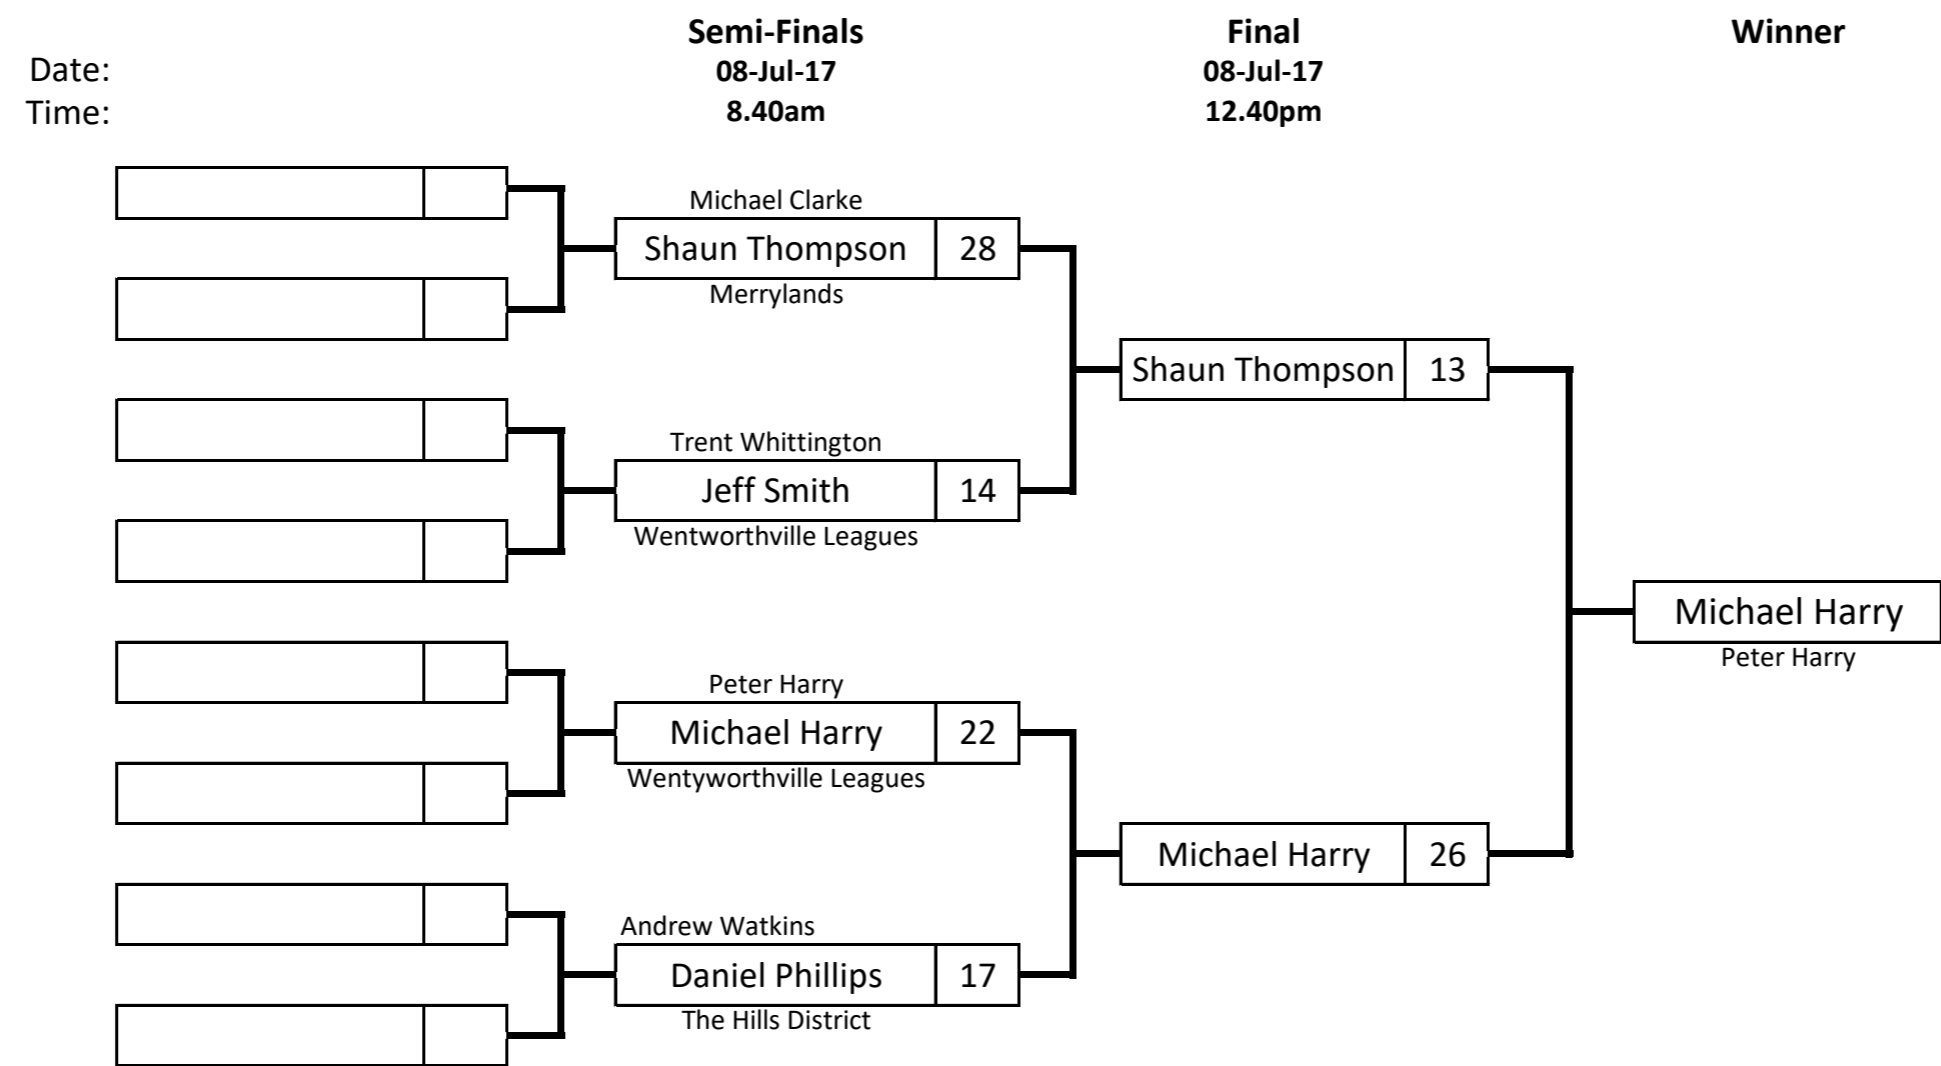 Semi-Finals Final Winner
Date: 08-Jul-17 08-Jul-17
Time: 8.40am 12.40pm
Michael Clarke
Shaun Thompson 28
Merrylands
Shaun Thompson 13
Trent Whittington
Jeff Smith 14
Wentworthville Leagues
Michael Harry
Peter Harry
Peter Harry
Michael Harry 22
Wentyworthville Leagues
Michael Harry 26
Andrew Watkins
Daniel Phillips 17
The Hills District